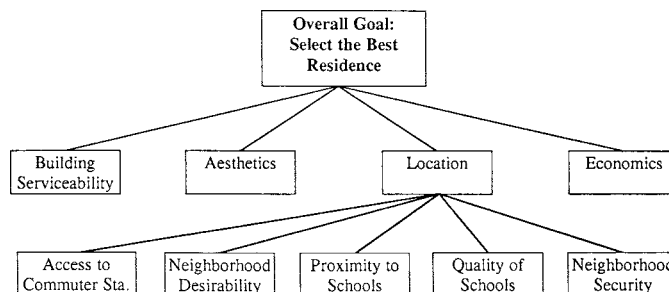 Overall Goal:
Select the Best
Residence
Building
Serviceability
Aesthetics
Location
Economics
Access to
Commuter Sta.
Neighborhood
Desirability
Proximity to
Schools
Quality of
Schools
Neighborhood
Security